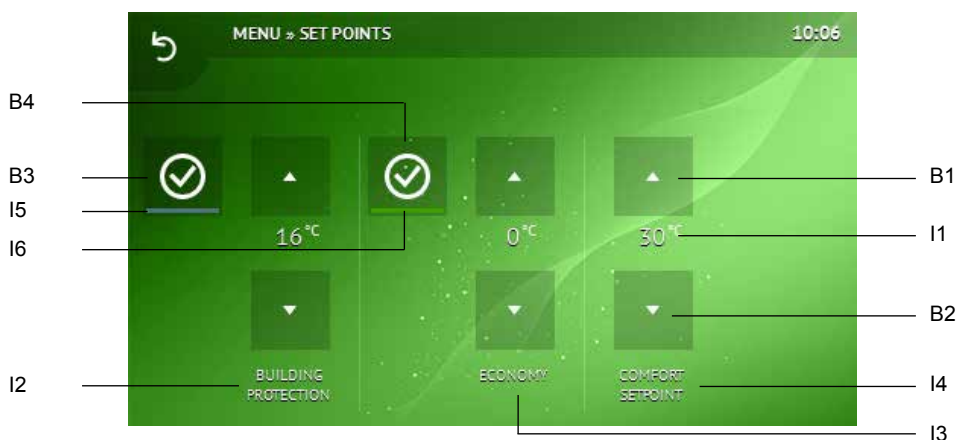 MENU » SET POINTS 10:06
B4
B3
B1
I5
I6
16°C
0°C
30°C
I1
B2
I2
BUILDING
PROTECTION
ECONOMY
COMFORT
SETPOINT
I4
I3